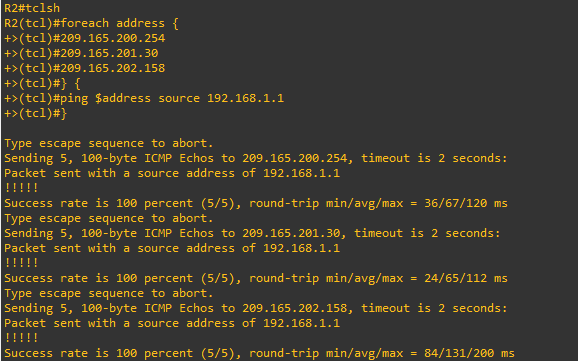 R2#tclsh
R2(tcl)#foreach address {
+>(tcl)#209.165.200.254
+>(tcl)#209.165.201.30
+>(tcl)#209.165.202.158
+>(tcl)#} {
+>(tcl)#ping $address source 192.168.1.1
+>(tcl)#}
Type escape sequence to abort.
Sending 5, 100-byte ICMP Echos to 209.165.200.254, timeout is 2 seconds:
Packet sent with a source address of 192.168.1.1
!!!!!
Success rate is 100 percent (5/5), round-trip min/avg/max = 36/67/120 ms
Type escape sequence to abort.
Sending 5, 100-byte ICMP Echos to 209.165.201.30, timeout is 2 seconds:
Packet sent with a source address of 192.168.1.1
!!!!!
Success rate is 100 percent (5/5), round-trip min/avg/max = 24/65/112 ms
Type escape sequence to abort.
Sending 5, 100-byte ICMP Echos to 209.165.202.158, timeout is 2 seconds:
Packet sent with a source address of 192.168.1.1
!!!!!
Success rate is 100 percent (5/5), round-trip min/avg/max = 84/131/200 ms